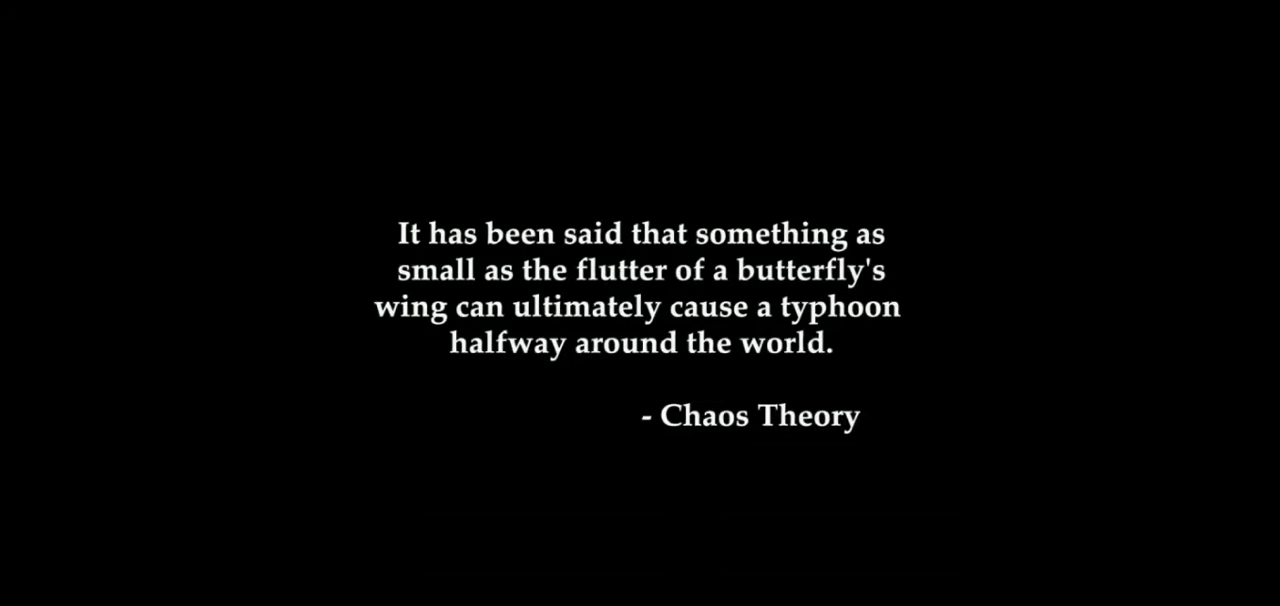 It has been said that something as
small as the flutter of a butterfly's
wing can ultimately cause a typhoon
halfway around the world.
- Chaos Theory